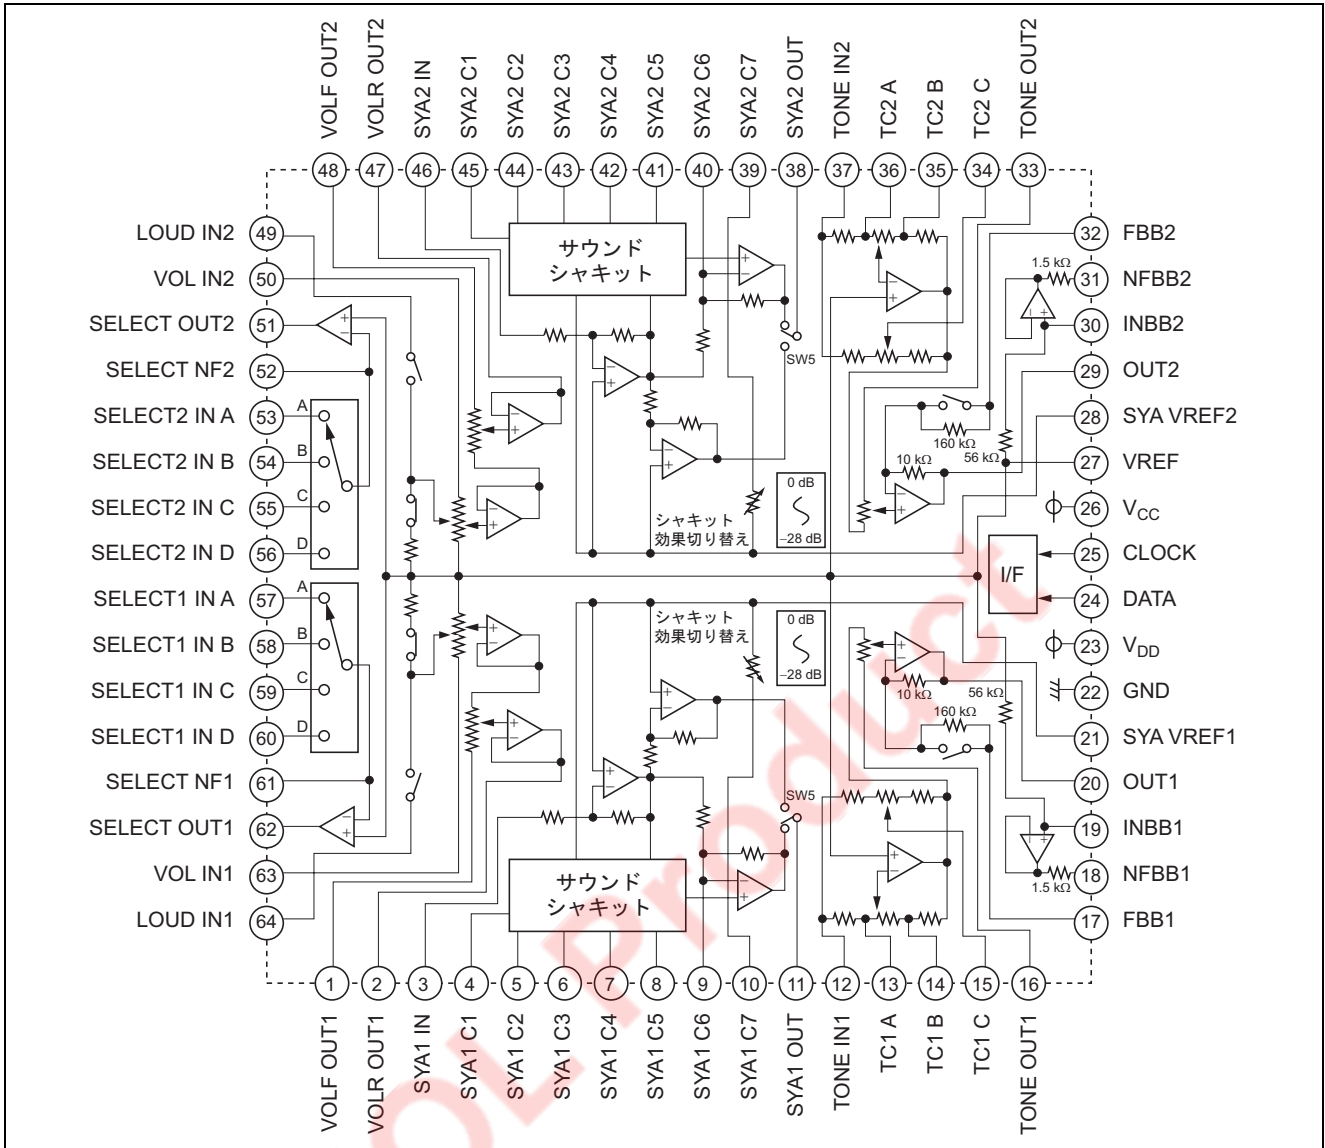 VOLF OUT2
VOLR OUT2
SYA2 IN
SYA2 C1
SYA2 C2
SYA2 C3
SYA2 C4
SYA2 C5
SYA2 C6
SYA2 C7
SYA2 OUT
TONE IN2
TC2 A
TC2 B
TC2 C
TONE OUT2
48
47
46
45
44
43
42
41
40
39
38
37
36
35
34
33
LOUD IN2 49
VOL IN2 50
SELECT OUT2 51
SELECT NF2 52
SELECT2 IN A 53
SELECT2 IN B 54
SELECT2 IN C 55
SELECT2 IN D 56
SELECT1 IN A 57
SELECT1 IN B 58
SELECT1 IN C 59
SELECT1 IN D 60
SELECT NF1 61
SELECT OUT1 62
VOL IN1 63
LOUD IN1 64
A
B
C
D
A
B
C
D
サウンド
シャキット
SW5
シャキット
効果切り替え
0 dB
–28 dB
1.5 kΩ
160 kΩ
56 kΩ
10 kΩ
I/F
シャキット
効果切り替え
0 dB
–28 dB
10 kΩ
56 kΩ
160 kΩ
SW5
1.5 kΩ
サウンド
シャキット
32 FBB2
31 NFBB2
30 INBB2
29 OUT2
28 SYA VREF2
27 VREF
26 VCC
25 CLOCK
24 DATA
23 VDD
22 GND
21 SYA VREF1
20 OUT1
19 INBB1
18 NFBB1
17 FBB1
1
2
3
4
5
6
7
8
9
10
11
12
13
14
15
16
VOLF OUT1
VOLR OUT1
SYA1 IN
SYA1 C1
SYA1 C2
SYA1 C3
SYA1 C4
SYA1 C5
SYA1 C6
SYA1 C7
SYA1 OUT
TONE IN1
TC1 A
TC1 B
TC1 C
TONE OUT1
OL Product